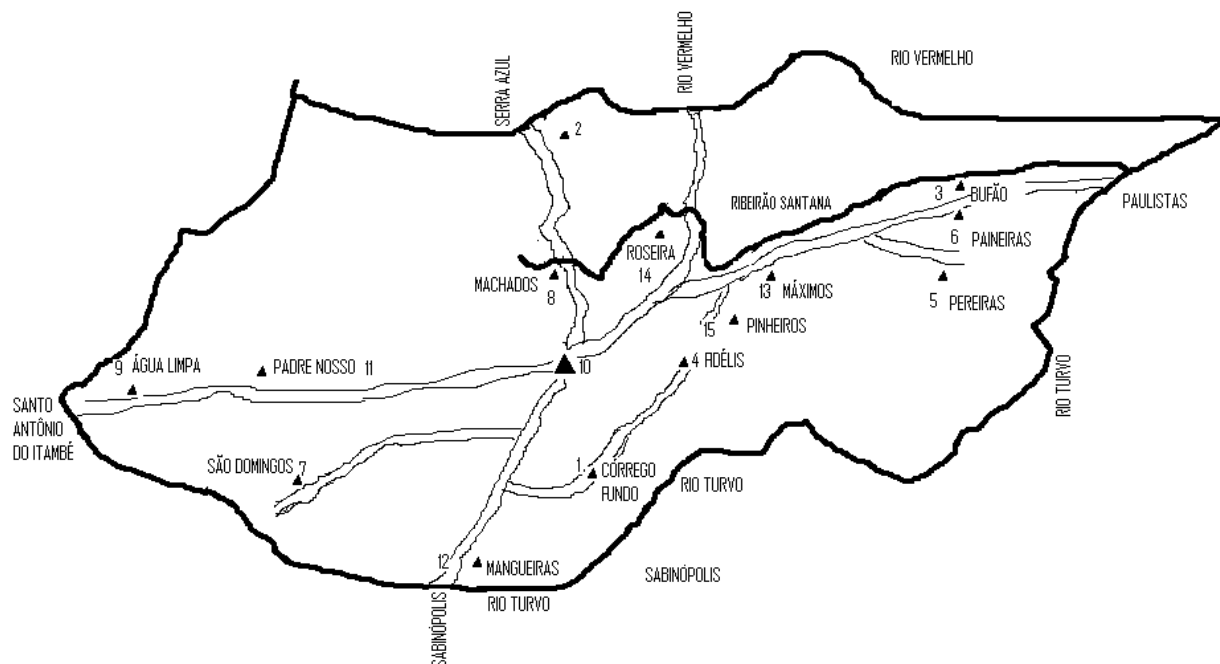 RIO VERMELHO
SERRA AZUL
RIO VERMELHO
2
RIBEIRÃO SANTANA
3
BUFÃO
PAULISTAS
6
PAINEIRAS
ROSEIRA
14
MACHADOS
8
13
MÁXIMOS
5
PEREIRAS
15
PINHEIROS
9
ÁGUA LIMPA
PADRE NOSSO
11
10
4
FIDÉLIS
RIO TURVO
SANTO
ANTÔNIO
DO ITAMBÉ
SÃO DOMINGOS
7
1
CÓRREGO
FUNDO
RIO TURVO
12
MANGUEIRAS
SABINÓPOLIS
RIO TURVO
SABINÓPOLIS